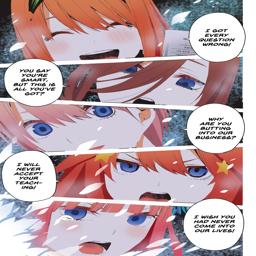 I GOT
EVERY
QUESTION
WRONG!
YOU SAY
YOU'RE
SMART,
BUT THIS IS
ALL YOU'VE
GOT?
WHY
ARE YOU
BUTTING
INTO OUR
BUSINESS?
I WILL
NEVER
ACCEPT
YOUR
TEACH-
ING!
I WISH YOU
HAD NEVER
COME INTO
OUR LIVES!